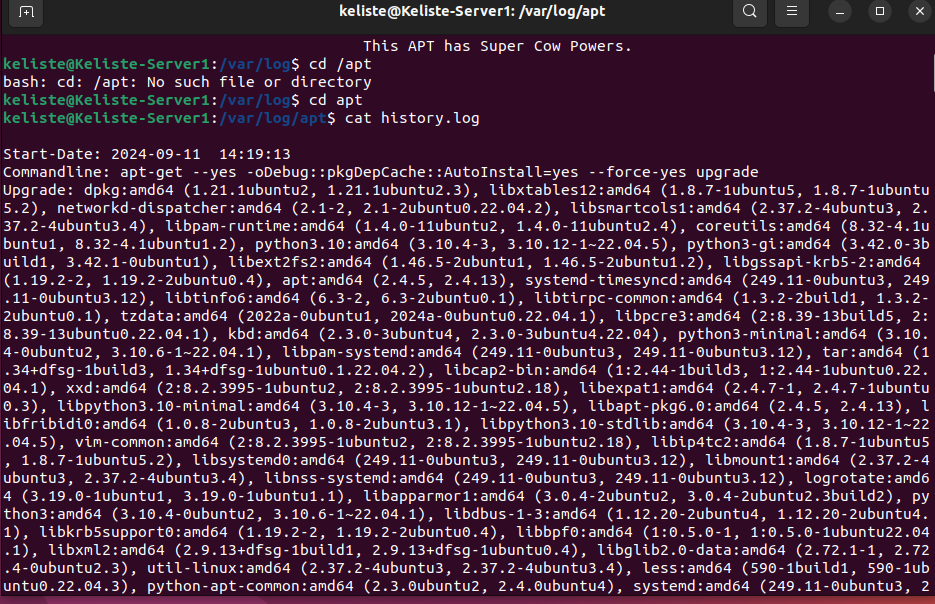 keliste@Keliste-Server1: /var/log/apt
This APT has Super Cow Powers.
keliste@Keliste-Server1:/var/log$ cd /apt
bash: cd: /apt: No such file or directory
keliste@Keliste-Server1:/var/log$ cd apt
keliste@Keliste-Server1:/var/log/apt$ cat history.log
Start-Date: 2024-09-11  14:19:13
Commandline: apt-get --yes -oDebug::pkgDepCache::AutoInstall=yes --force-yes upgrade
Upgrade: dpkg:amd64 (1.21.1ubuntu2, 1.21.1ubuntu2.3), libxtables12:amd64 (1.8.7-1ubuntu5, 1.8.7-1ubuntu
5.2), networkd-dispatcher:amd64 (2.1-2, 2.1-2ubuntu0.22.04.2), libsmartcols1:amd64 (2.37.2-4ubuntu3, 2.
37.2-4ubuntu3.4), libpam-runtime:amd64 (1.4.0-11ubuntu2, 1.4.0-11ubuntu2.4), coreutils:amd64 (8.32-4.1u
buntu1, 8.32-4.1ubuntu1.2), python3.10:amd64 (3.10.4-3, 3.10.12-1~22.04.5), python3-gi:amd64 (3.42.0-3b
uild1, 3.42.1-0ubuntu1), libext2fs2:amd64 (1.46.5-2ubuntu1, 1.46.5-2ubuntu1.2), libgssapi-krb5-2:amd64
(1.19.2-2, 1.19.2-2ubuntu0.4), apt:amd64 (2.4.5, 2.4.13), systemd-timesyncd:amd64 (249.11-0ubuntu3, 249
.11-0ubuntu3.12), libtinfo6:amd64 (6.3-2, 6.3-2ubuntu0.1), libtirpc-common:amd64 (1.3.2-2build1, 1.3.2-
2ubuntu0.1), tzdata:amd64 (2022a-0ubuntu1, 2024a-0ubuntu0.22.04.1), libpcre3:amd64 (2:8.39-13build5, 2:
8.39-13ubuntu0.22.04.1), kbd:amd64 (2.3.0-3ubuntu4, 2.3.0-3ubuntu4.22.04), python3-minimal:amd64 (3.10.
4-0ubuntu2, 3.10.6-1~22.04.1), libpam-systemd:amd64 (249.11-0ubuntu3, 249.11-0ubuntu3.12), tar:amd64 (1
.34+dfsg-1build3, 1.34+dfsg-1ubuntu0.1.22.04.2), libcap2-bin:amd64 (1:2.44-1build3, 1:2.44-1ubuntu0.22.
04.1), xxd:amd64 (2:8.2.3995-1ubuntu2, 2:8.2.3995-1ubuntu2.18), libexpat1:amd64 (2.4.7-1, 2.4.7-1ubuntu
0.3), libpython3.10-minimal:amd64 (3.10.4-3, 3.10.12-1~22.04.5), libapt-pkg6.0:amd64 (2.4.5, 2.4.13), l
ibfribidi0:amd64 (1.0.8-2ubuntu3, 1.0.8-2ubuntu3.1), libpython3.10-stdlib:amd64 (3.10.4-3, 3.10.12-1~22
.04.5), vim-common:amd64 (2:8.2.3995-1ubuntu2, 2:8.2.3995-1ubuntu2.18), libip4tc2:amd64 (1.8.7-1ubuntu5
, 1.8.7-1ubuntu5.2), libsystemd0:amd64 (249.11-0ubuntu3, 249.11-0ubuntu3.12), libmount1:amd64 (2.37.2-4
ubuntu3, 2.37.2-4ubuntu3.4), libnss-systemd:amd64 (249.11-0ubuntu3, 249.11-0ubuntu3.12), logrotate:amd6
4 (3.19.0-1ubuntu1, 3.19.0-1ubuntu1.1), libapparmor1:amd64 (3.0.4-2ubuntu2, 3.0.4-2ubuntu2.3build2), py
thon3:amd64 (3.10.4-0ubuntu2, 3.10.6-1~22.04.1), libdbus-1-3:amd64 (1.12.20-2ubuntu4, 1.12.20-2ubuntu4.
1), libkrb5support0:amd64 (1.19.2-2, 1.19.2-2ubuntu0.4), libbpf0:amd64 (1:0.5.0-1, 1:0.5.0-1ubuntu22.04
.1), libxml2:amd64 (2.9.13+dfsg-1build1, 2.9.13+dfsg-1ubuntu0.4), libglib2.0-data:amd64 (2.72.1-1, 2.72
.4-0ubuntu2.3), util-linux:amd64 (2.37.2-4ubuntu3, 2.37.2-4ubuntu3.4), less:amd64 (590-1build1, 590-1ub
untu0.22.04.3), python-apt-common:amd64 (2.3.0ubuntu2, 2.4.0ubuntu4), systemd:amd64 (249.11-0ubuntu3, 2